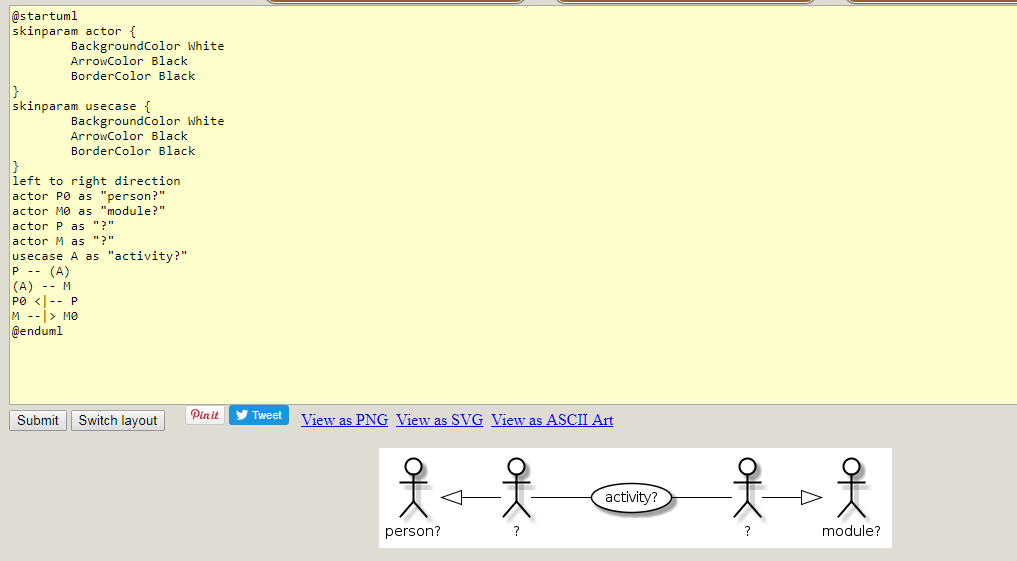 @startuml
skinparam actor {
BackgroundColor White
ArrowColor Black
BorderColor Black
}
skinparam usecase {
BackgroundColor White
ArrowColor Black
BorderColor Black
}
left to right direction
actor P0 as "person?"
actor M0 as "module?"
actor P as "?"
actor M as "?"
usecase A as "activity?"
P -- (A)
(A) -- M
P0 <|-- P
M --|> M0
@enduml
Submit Switch layout Pin it Tweet View as PNG View as SVG View as ASCII Art
activity?
person? ? ? module?